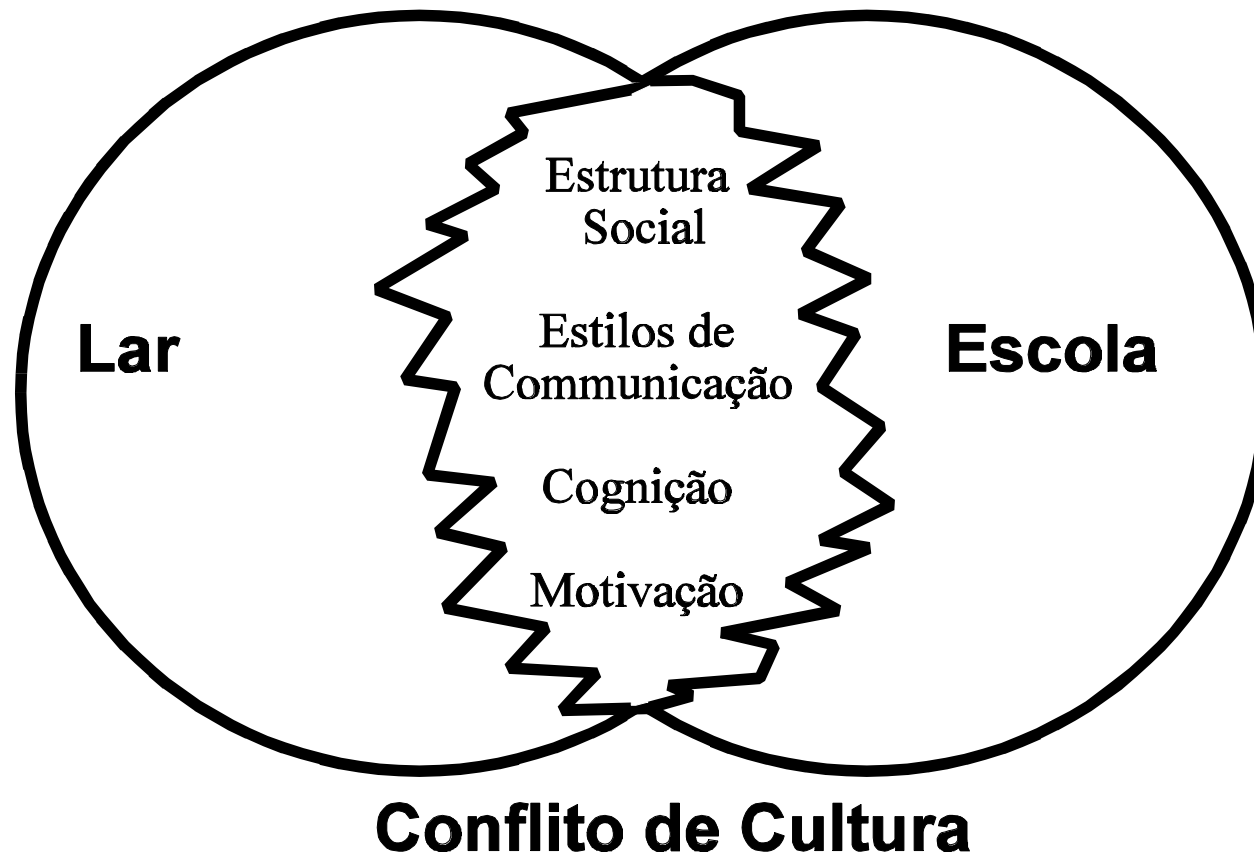 Estrutura
Social
Lar
Estilos de
Communicação
Escola
Cognição
Motivação
Conflito de Cultura